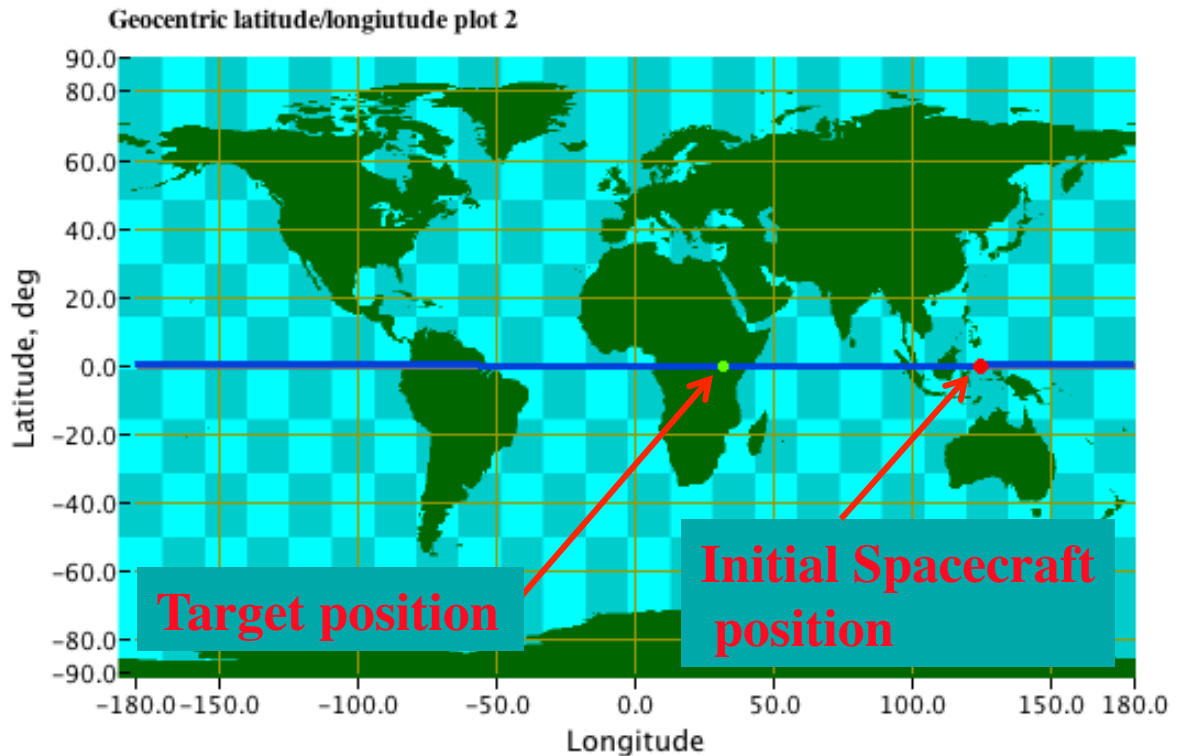 Geocentric latitude/longiutude plot 2
90.0
80.0
60.0
40.0
20.0
0.0
-20.0
-40.0
-60.0
-80.0
-90.0
Latitude, deg
Target position
Initial Spacecraft
position
-180.0 -150.0 -100.0 -50.0 0.0 50.0 100.0 150.0 180.0
Longitude